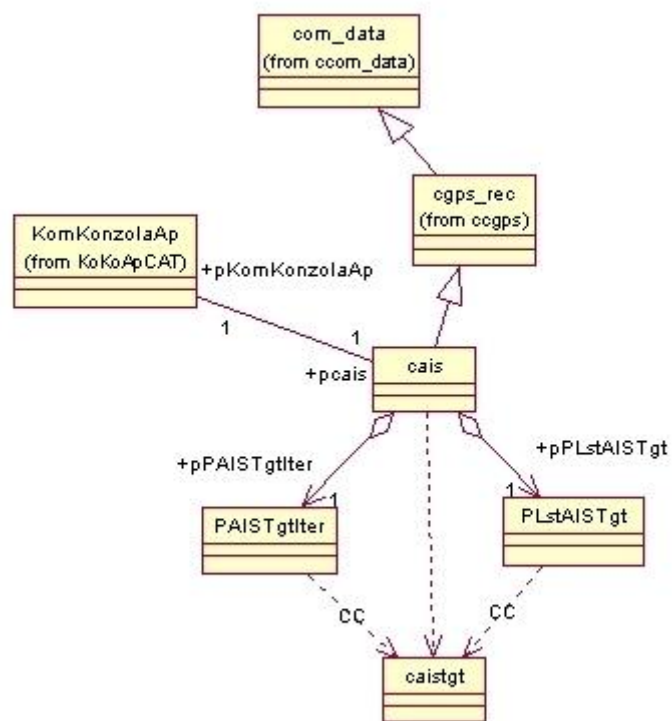 com_data
(from ccom_data)
cgps_rec
(from ccgps)
KomKonzolaAp
(from KoKoApCAT)
+pKomKonzolaAp
1
1
+pcais
cais
+pPAISTgtIter
+pPLstAISTgt
1
1
PAISTgtIter
PLstAISTgt
CC
CC
caistgt